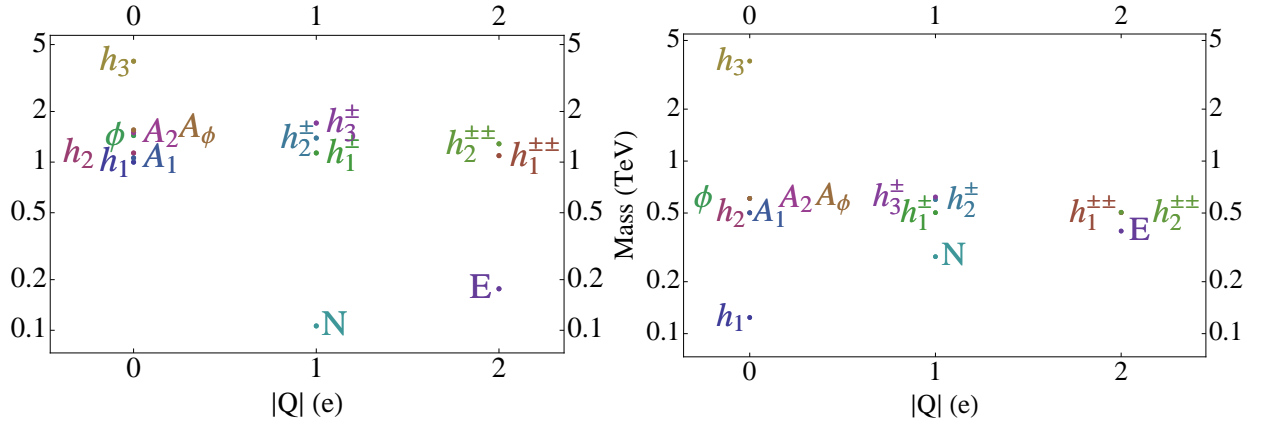 0 1 2
5 5
h₃
2 2
ϕ A₂ A_ϕ h₂^± h₃^± h₂^±±
h₂ h₁ A₁ h₁^± h₁^±±
1 1
0.5 0.5
0.2 0.2
E
N
0.1 0.1
0 1 2
|Q| (e)
0 1 2
5 5
h₃
2 2
1 1
Mass (TeV)
ϕ h₂ A₁ A₂ A_ϕ h₃^± h₁^± h₂^± h₁^±± h₂^±±
0.5 0.5
E
N
0.2 0.2
h₁
0.1 0.1
0 1 2
|Q| (e)